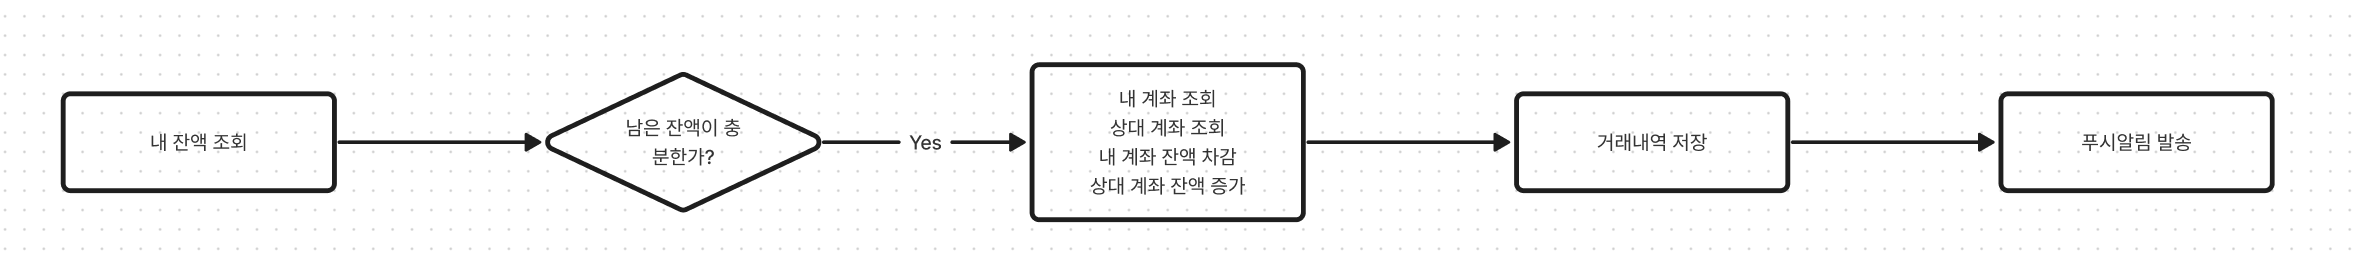 내 잔액 조회
남은 잔액이 충
분한가?
Yes
내 계좌 조회
상대 계좌 조회
내 계좌 잔액 차감
상대 계좌 잔액 증가
거래내역 저장
푸시알림 발송